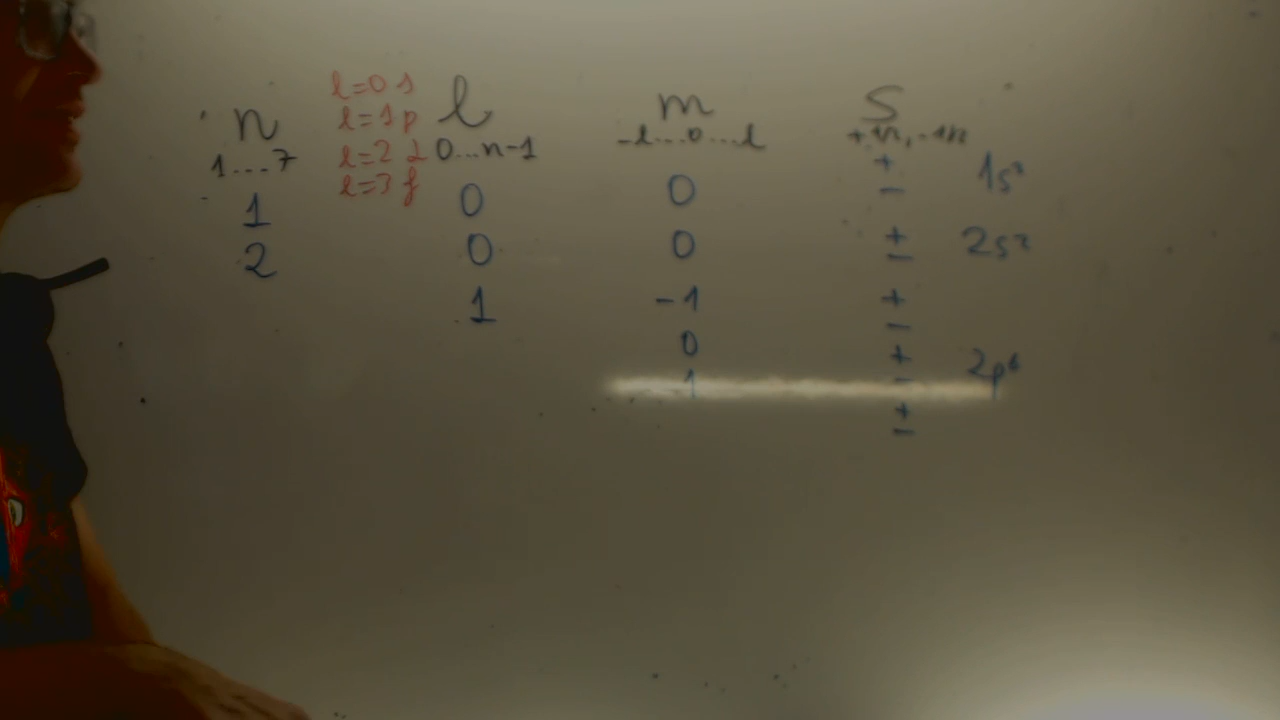 n l m S
l=0 s
l=1 p
l=2 d
l=3 f
1...7 0...n-1 -l...0...l
1 0 0 + - 1s²
2 0 0 + - 2s²
1 -1 + -
0 + - 2p⁶
1 + -